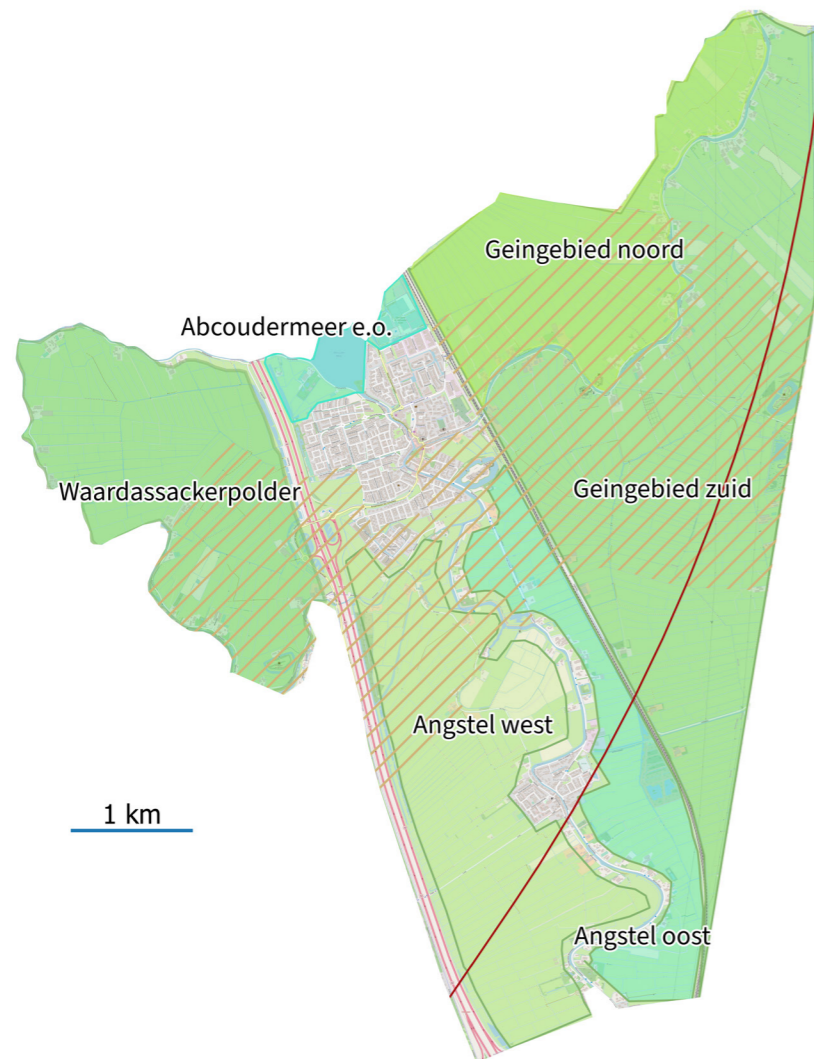 Geingebied noord
Abcoudermeer e.o.
Waardassackerpolder
Geingebied zuid
Angstel west
1 km
Angstel oost